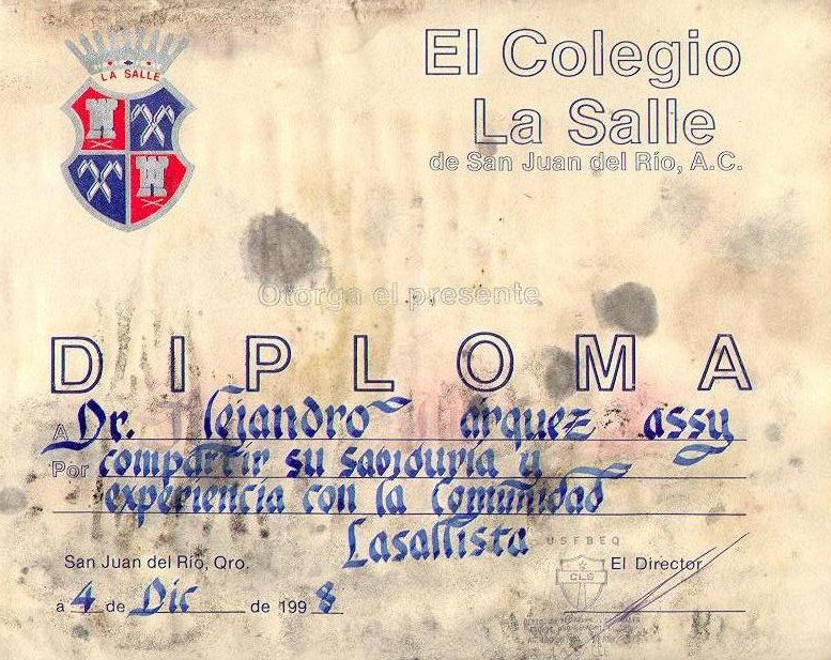 LA SALLE
El Colegio
La Salle
de San Juan del Río, A.C.
Otorga el presente
DIPLOMA
A Dr. lejandro árquez assy
Por compartir su sabiduría y
experiencia con la Comunidad
Lasallista
USFBEQ
San Juan del Río, Qro.
El Director
CLS
a 4 de Dic de 1998